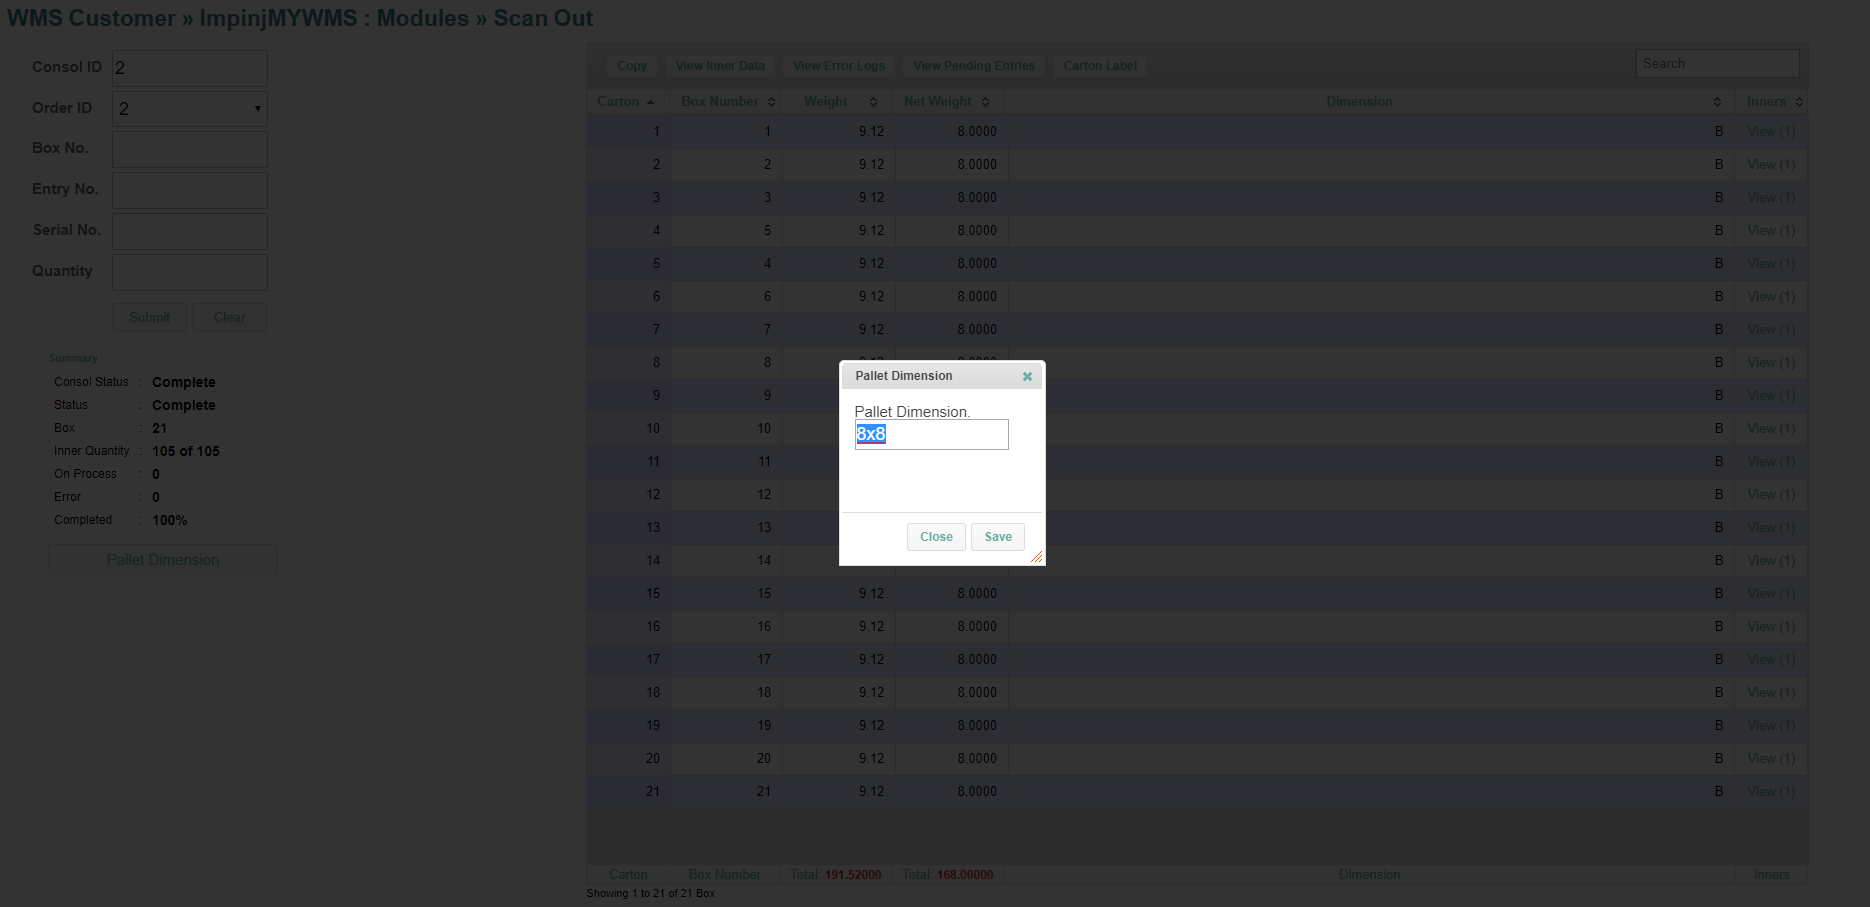 WMS Customer » ImpinjMYWMS : Modules » Scan Out
Consol ID 2
Order ID 2
Box No.
Entry No.
Serial No.
Quantity
Submit Clear
Summary
Consol Status : Complete
Status : Complete
Box : 21
Inner Quantity : 105 of 105
On Process : 0
Error : 0
Completed : 100%
Pallet Dimension
Copy View Inner Data View Error Logs View Pending Entries Carton Label Search
Carton Box Number Weight Net Weight Dimension Inners
1 1 9.12 8.0000 B View (1)
2 2 9.12 8.0000 B View (1)
3 3 9.12 8.0000 B View (1)
4 5 9.12 8.0000 B View (1)
5 4 9.12 8.0000 B View (1)
6 6 9.12 8.0000 B View (1)
7 7 9.12 8.0000 B View (1)
8 8 9.12 8.0000 B View (1)
9 9 B View (1)
10 10 B View (1)
11 11 B View (1)
12 12 B View (1)
13 13 B View (1)
14 14 B View (1)
15 15 9.12 8.0000 B View (1)
16 16 9.12 8.0000 B View (1)
17 17 9.12 8.0000 B View (1)
18 18 9.12 8.0000 B View (1)
19 19 9.12 8.0000 B View (1)
20 20 9.12 8.0000 B View (1)
21 21 9.12 8.0000 B View (1)
Carton Box Number Total: 191.52000 Total: 168.00000 Dimension Inners
Showing 1 to 21 of 21 Box
Pallet Dimension
Pallet Dimension.
8x8
Close Save